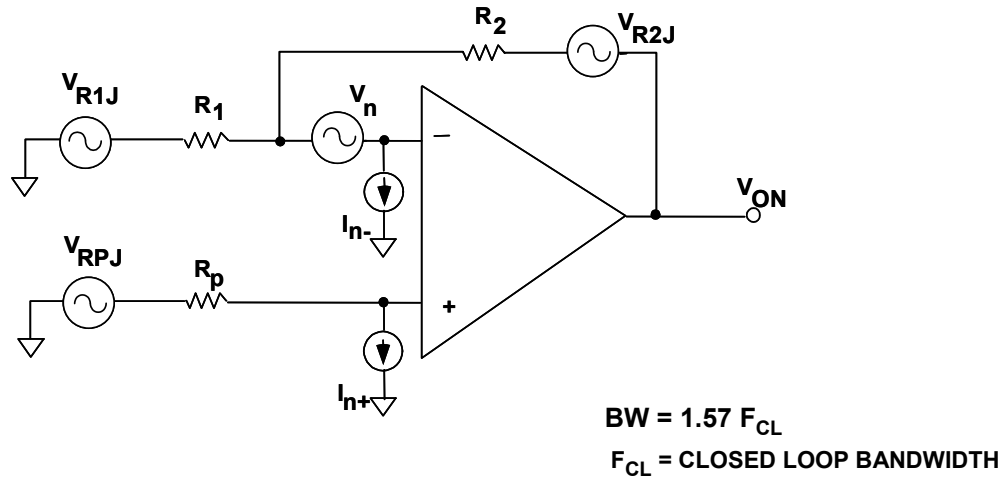 R2
VR2J
VR1J
R1
Vn
−
In-
VON
VRPJ
Rp
+
In+
BW = 1.57 FCL
FCL = CLOSED LOOP BANDWIDTH